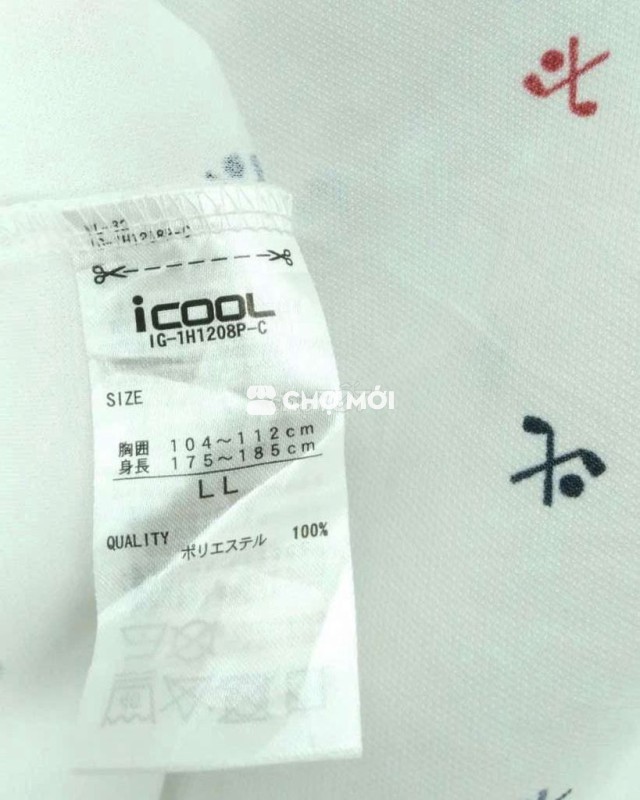 iCOOL
IG-1H1208P-C
SIZE
CHỢ MỚI
胸囲 104～112cm
身長 175～185cm
LL
QUALITY
ポリエステル 100%